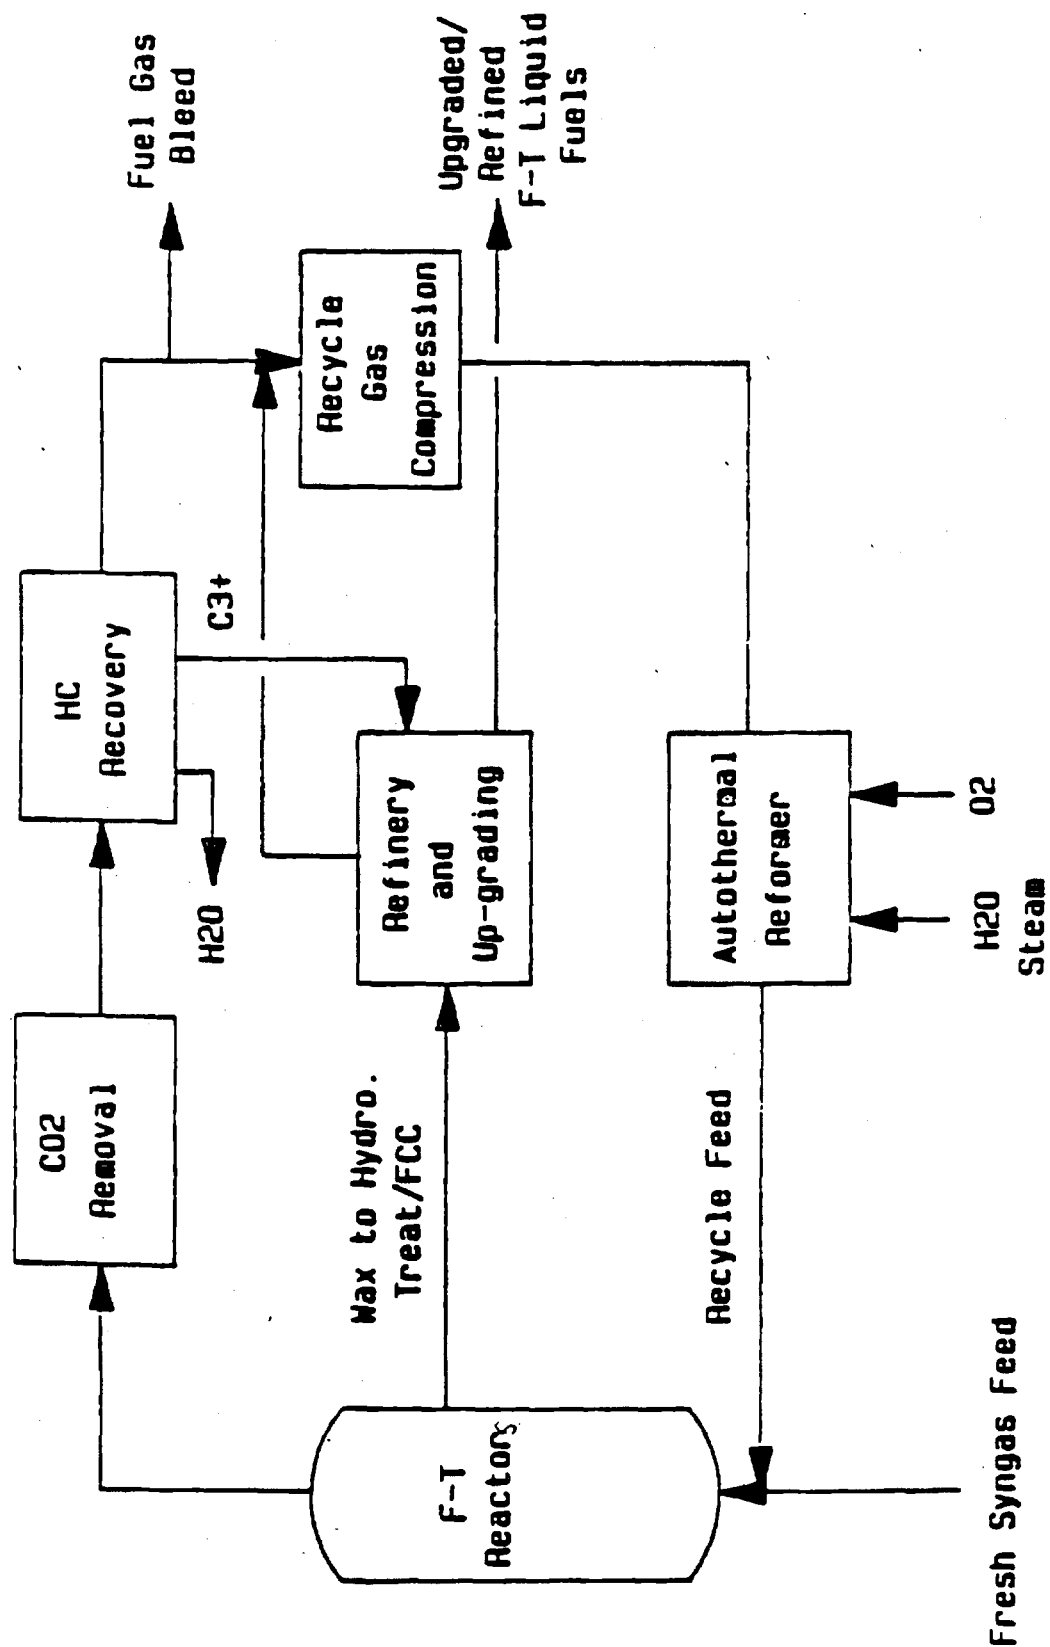 Fuel Gas
Bleed
Upgraded/
Refined
F-T Liquid
Fuels
Recycle
Gas
Compression
HC
Recovery
C3+
H2O
CO2
Removal
Refinery
and
Up-grading
Autothermal
Reformer
O2
H2O
Steam
Wax to Hydro.
Treat/FCC
Recycle Feed
F-T
Reactors
Fresh Syngas Feed